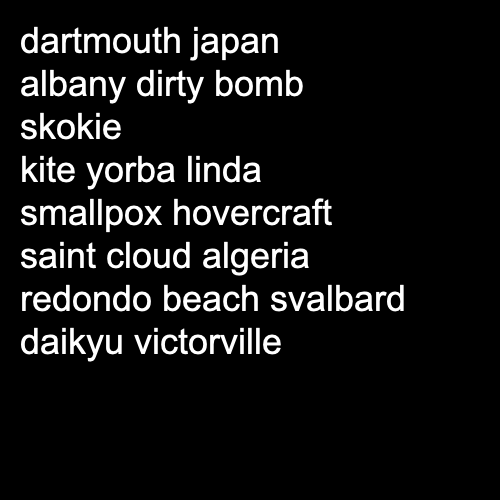 dartmouth japan
albany dirty bomb
skokie
kite yorba linda
smallpox hovercraft
saint cloud algeria
redondo beach svalbard
daikyu victorville